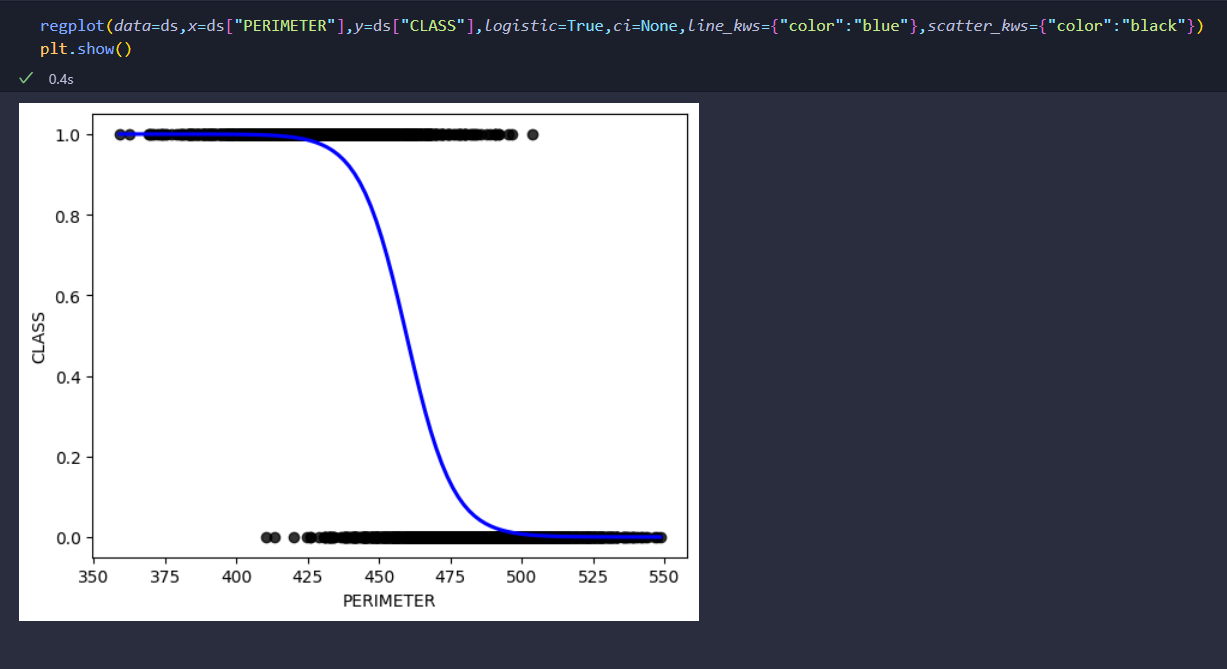 regplot(data=ds,x=ds["PERIMETER"],y=ds["CLASS"],logistic=True,ci=None,line_kws={"color":"blue"},scatter_kws={"color":"black"})
plt.show()
0.4s
1.0
0.8
0.6
0.4
0.2
0.0
CLASS
350 375 400 425 450 475 500 525 550
PERIMETER